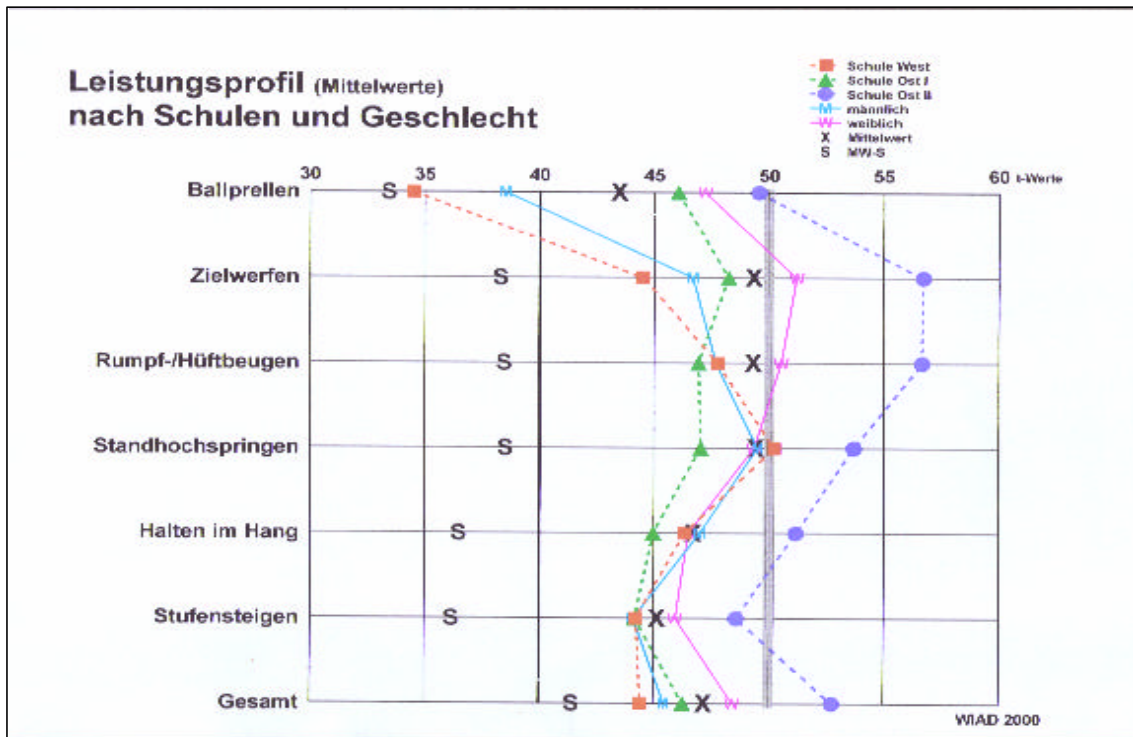 Leistungsprofil (Mittelwerte)
nach Schulen und Geschlecht
Schule West
Schule Ost I
Schule Ost II
M männlich
W weiblich
X Mittelwert
S MW-S
30 35 40 45 50 55 60 t-Werte
Ballprellen S M X W
Zielwerfen S M X W
Rumpf-/Hüftbeugen S X W
Standhochspringen S
Halten im Hang S
Stufensteigen S X W
Gesamt S M X W
WIAD 2000